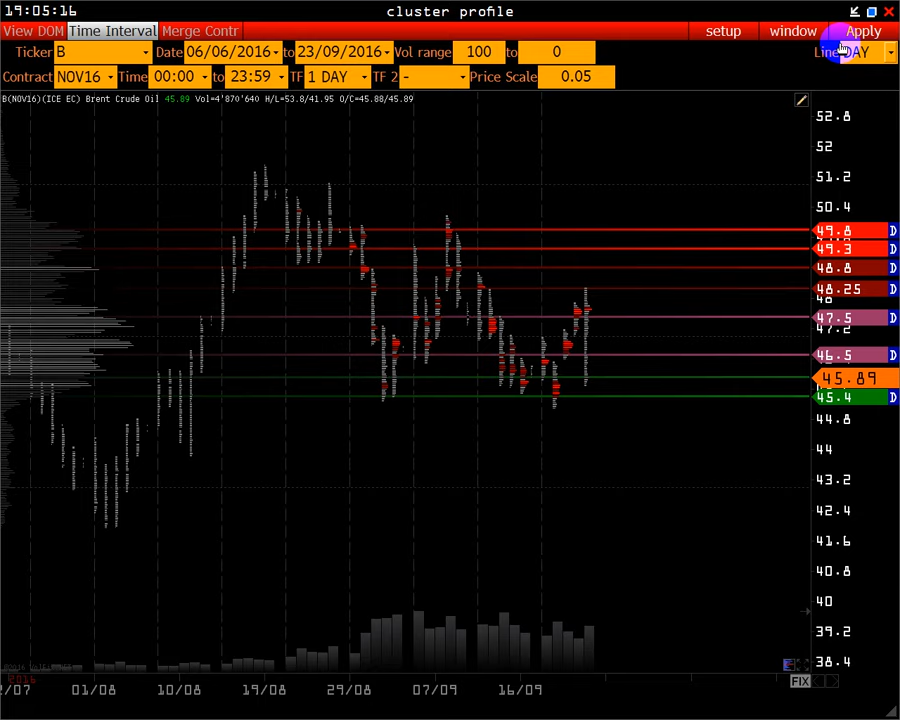 19:05:16 cluster profile
View DOM Time Interval Merge Contr setup window Apply
Ticker B Date 06/06/2016 to 23/09/2016 Vol range 100 to 0 Line DAY
Contract NOV16 Time 00:00 to 23:59 TF 1 DAY TF 2 - Price Scale 0.05
B(NOV16)(ICE EC) Brent Crude Oil 45.89 Vol=4'870'640 H/L=53.8/41.95 O/C=45.88/45.89
52.8
52
51.2
50.4
49.8 D
49.3 D
48.8 D
48.25 D
48
47.5 D
47.2
46.5 D
45.89
45.4 D
44.8
44
43.2
42.4
41.6
40.8
40
39.2
38.4
2016
FIX
/07 01/08 10/08 19/08 29/08 07/09 16/09